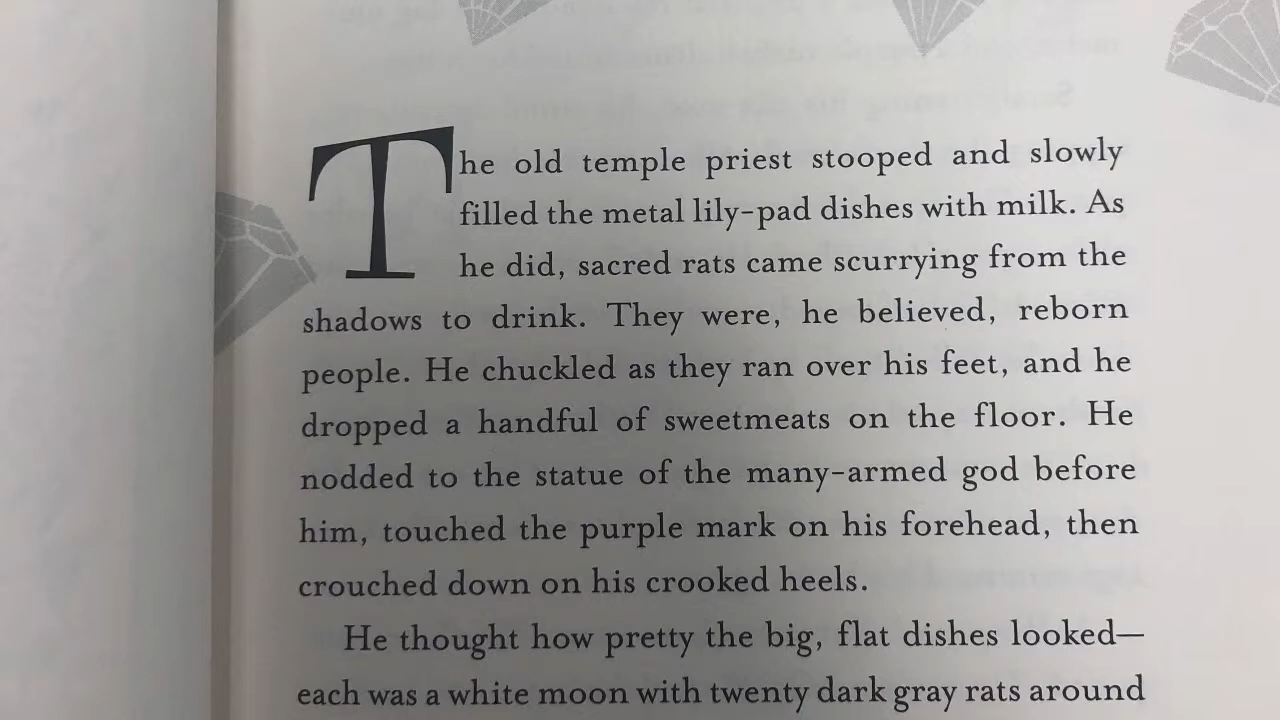 The old temple priest stooped and slowly
filled the metal lily-pad dishes with milk. As
he did, sacred rats came scurrying from the
shadows to drink. They were, he believed, reborn
people. He chuckled as they ran over his feet, and he
dropped a handful of sweetmeats on the floor. He
nodded to the statue of the many-armed god before
him, touched the purple mark on his forehead, then
crouched down on his crooked heels.
He thought how pretty the big, flat dishes looked—
each was a white moon with twenty dark gray rats around